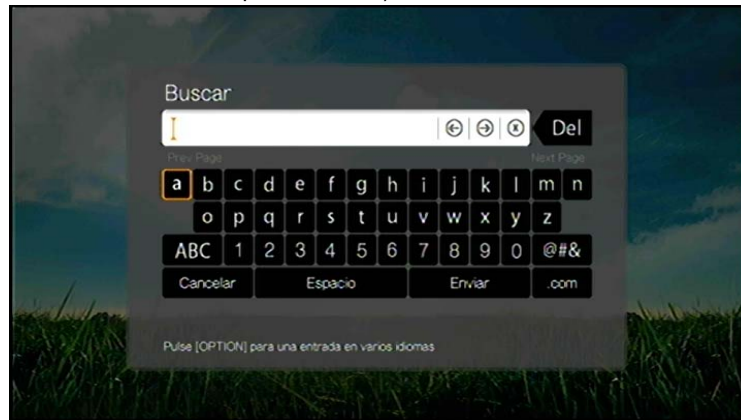 Buscar
Del
Prev Page Next Page
a b c d e f g h i j k l m n
o p q r s t u v w x y z
ABC 1 2 3 4 5 6 7 8 9 0 @#&
Cancelar Espacio Enviar .com
Pulse [OPTION] para una entrada en varios idiomas